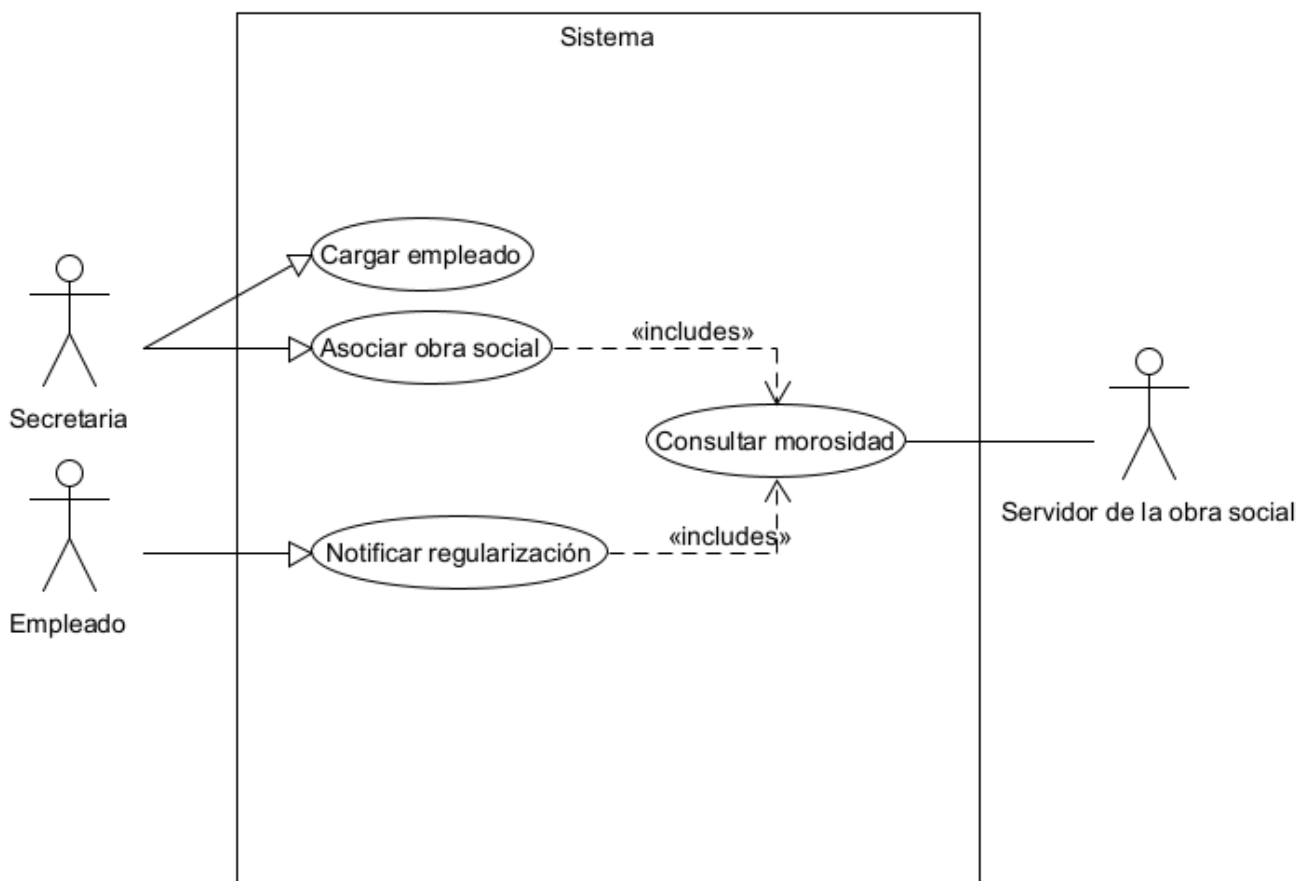 Sistema
Cargar empleado
Asociar obra social
«includes»
Secretaria
Consultar morosidad
Servidor de la obra social
Notificar regularización
«includes»
Empleado